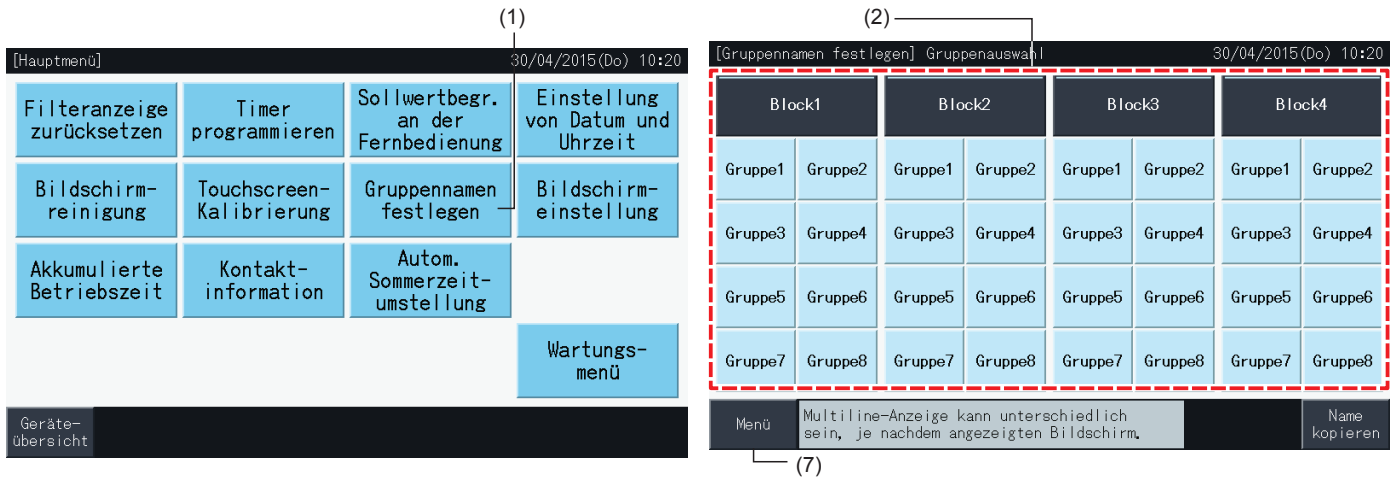 (1)
(2)
[Hauptmenü] 30/04/2015(Do) 10:20
Filteranzeige
zurücksetzen
Timer
programmieren
Sollwertbegr.
an der
Fernbedienung
Einstellung
von Datum und
Uhrzeit
Bildschirm-
reinigung
Touchscreen-
Kalibrierung
Gruppennamen
festlegen
Bildschirm-
einstellung
Akkumulierte
Betriebszeit
Kontakt-
information
Autom.
Sommerzeit-
umstellung
Wartungs-
menü
Geräte-
übersicht
[Gruppennamen festlegen] Gruppenauswahl 30/04/2015(Do) 10:20
Block1 Block2 Block3 Block4
Gruppe1 Gruppe2 Gruppe1 Gruppe2 Gruppe1 Gruppe2 Gruppe1 Gruppe2
Gruppe3 Gruppe4 Gruppe3 Gruppe4 Gruppe3 Gruppe4 Gruppe3 Gruppe4
Gruppe5 Gruppe6 Gruppe5 Gruppe6 Gruppe5 Gruppe6 Gruppe5 Gruppe6
Gruppe7 Gruppe8 Gruppe7 Gruppe8 Gruppe7 Gruppe8 Gruppe7 Gruppe8
Menü
Multiline-Anzeige kann unterschiedlich
sein, je nachdem angezeigten Bildschirm.
Name
kopieren
(7)